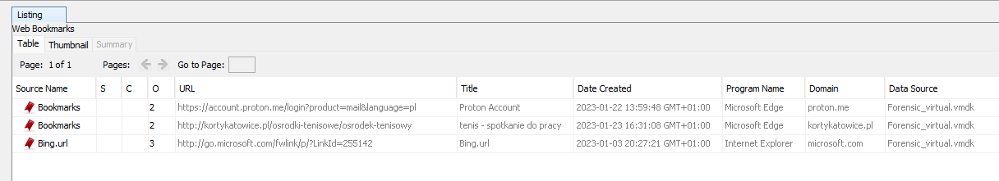 Listing
Web Bookmarks
Table Thumbnail Summary
Page: 1 of 1 Pages: Go to Page:
Source Name S C O URL Title Date Created Program Name Domain Data Source
Bookmarks 2 https://account.proton.me/login?product=mail&language=pl Proton Account 2023-01-22 13:59:48 GMT+01:00 Microsoft Edge proton.me Forensic_virtual.vmdk
Bookmarks 2 http://kortykatowice.pl/osrodki-tenisowe/osrodek-tenisowy tenis - spotkanie do pracy 2023-01-23 16:31:08 GMT+01:00 Microsoft Edge kortykatowice.pl Forensic_virtual.vmdk
Bing.url 3 http://go.microsoft.com/fwlink/p/?LinkId=255142 Bing.url 2023-01-03 20:27:21 GMT+01:00 Internet Explorer microsoft.com Forensic_virtual.vmdk